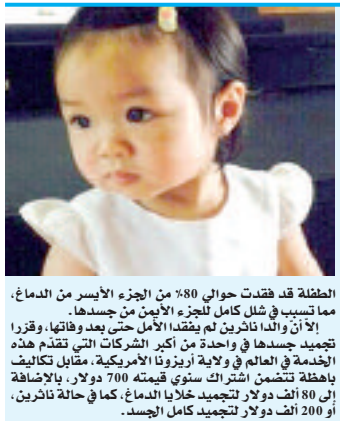 الطفلة قد فقدت حوالي 80٪ من الجزء الأيسر من الدماغ،
مما تسبب في شلل كامل للجزء الأيمن من جسدها.
إلا أن والدا ناثرين لم يفقدا الأمل حتى بعد وفاتها، وقررا
تجميد جسدها في واحدة من أكبر الشركات التي تقدّم هذه
الخدمة في العالم في ولاية أريزونا الأمريكية، مقابل تكاليف
باهظة تتضمن اشتراك سنوي قيمته 700 دولار، بالإضافة
إلى 80 ألف دولار لتجميد خلايا الدماغ، كما في حالة ناثرين،
أو 200 ألف دولار لتجميد كامل الجسد.